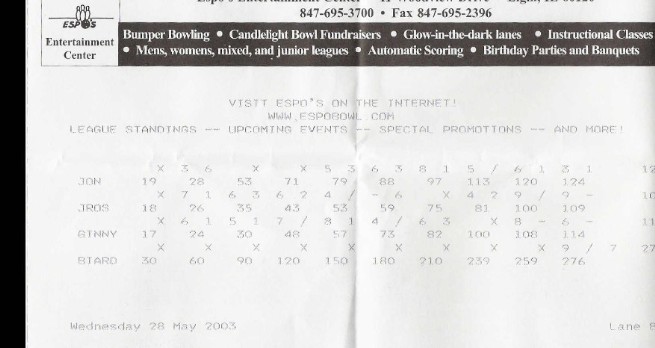 847-695-3700 • Fax 847-695-2396
ESPO'S
Entertainment
Center
Bumper Bowling • Candlelight Bowl Fundraisers • Glow-in-the-dark lanes • Instructional Classes
• Mens, womens, mixed, and junior leagues • Automatic Scoring • Birthday Parties and Banquets
VISIT ESPO'S ON THE INTERNET!
WWW.ESPOBOWL.COM
LEAGUE STANDINGS -- UPCOMING EVENTS -- SPECIAL PROMOTIONS -- AND MORE!
X 3 6 X X 5 3 6 3 8 1 5 / 6 1 3 1 12
JON 19 28 53 71 79 88 97 113 120 124
X 7 1 6 3 6 2 4 / - 6 X 4 2 9 / 9 - 10
JROS 18 26 35 43 53 59 75 81 100 109
X 6 1 5 1 7 / 8 1 4 / 6 3 X 8 - 6 - 11
BINNY 17 24 30 48 57 73 82 100 108 114
X X X X X X X X X 9 / 7 27
BIARD 30 60 90 120 150 180 210 239 259 276
Wednesday 28 May 2003
Lane 8